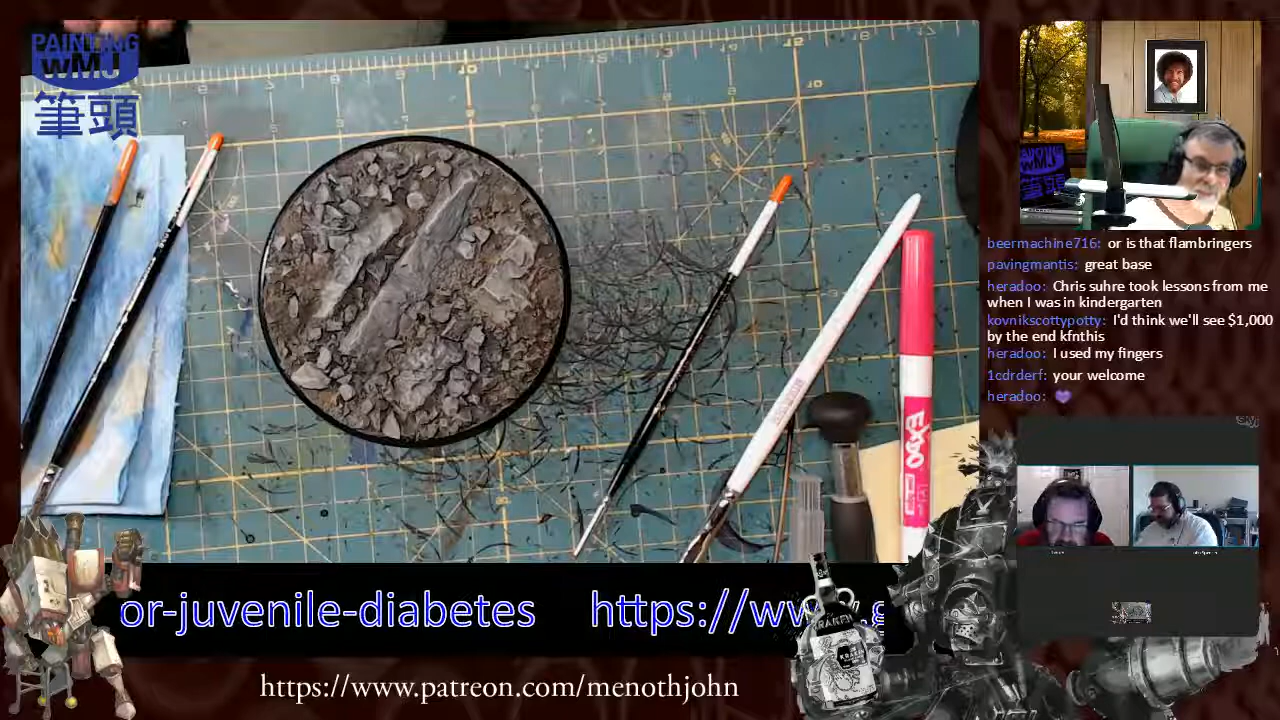 PAINTING
WMJ
筆頭
beermachine716: or is that flambringers
pavingmantis: great base
heradoo: Chris suhre took lessons from me
when I was in kindergarten
kovnikscottypotty: I'd think we'll see $1,000
by the end kfnthis
heradoo: I used my fingers
1cdrderf: your welcome
heradoo: 💜
10
EXPO
or-juvenile-diabetes https://ww
KRAKEN
https://www.patreon.com/menothjohn